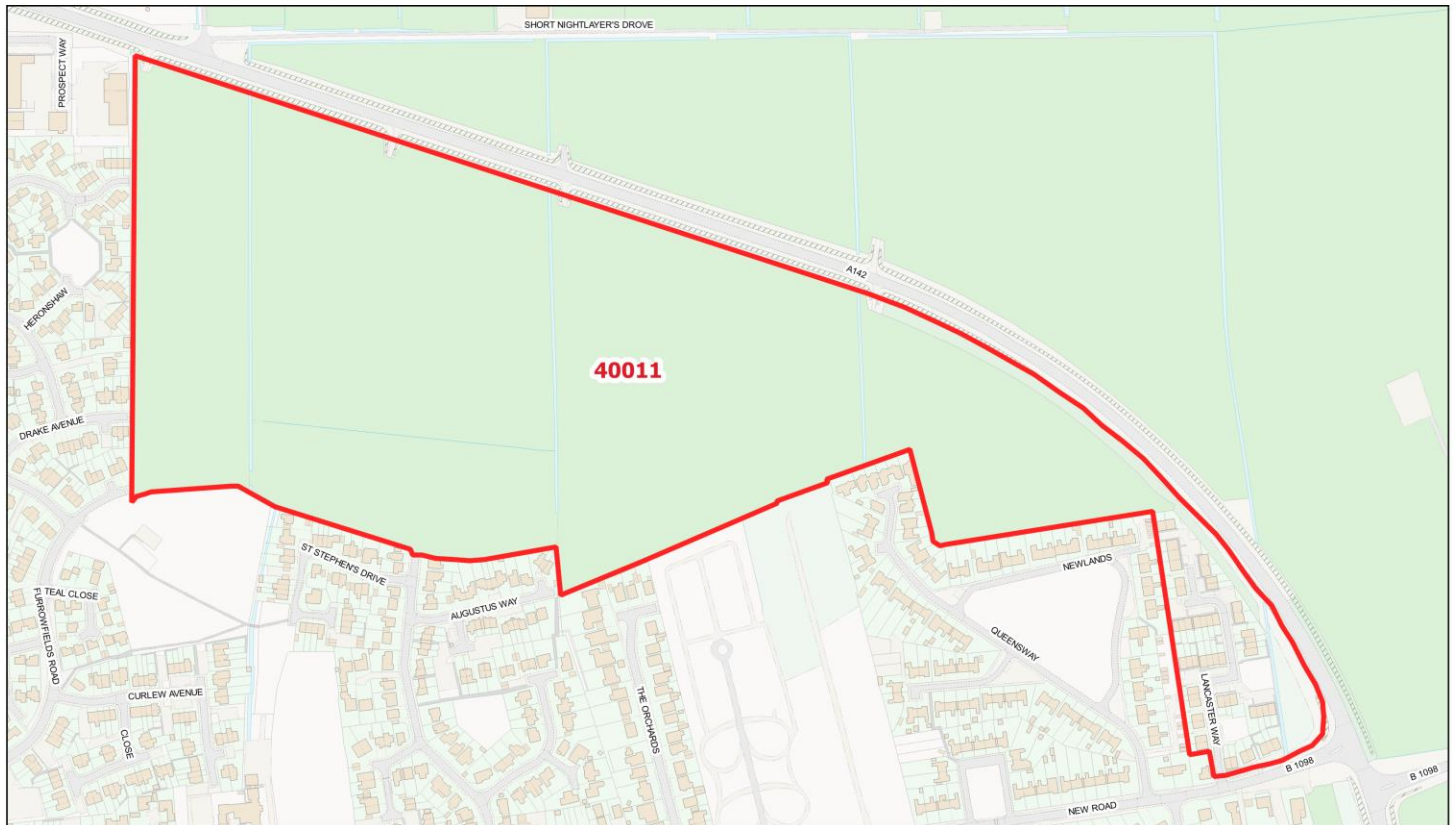 SHORT NIGHTLAYER'S DROVE
PROSPECT WAY
A142
HERONSHAW
40011
DRAKE AVENUE
ST STEPHEN'S DRIVE
NEWLANDS
TEAL CLOSE
AUGUSTUS WAY
FURROWFIELDS ROAD
QUEENSWAY
CURLEW AVENUE
THE ORCHARDS
LANCASTER WAY
CLOSE
B 1098
B 1098
NEW ROAD